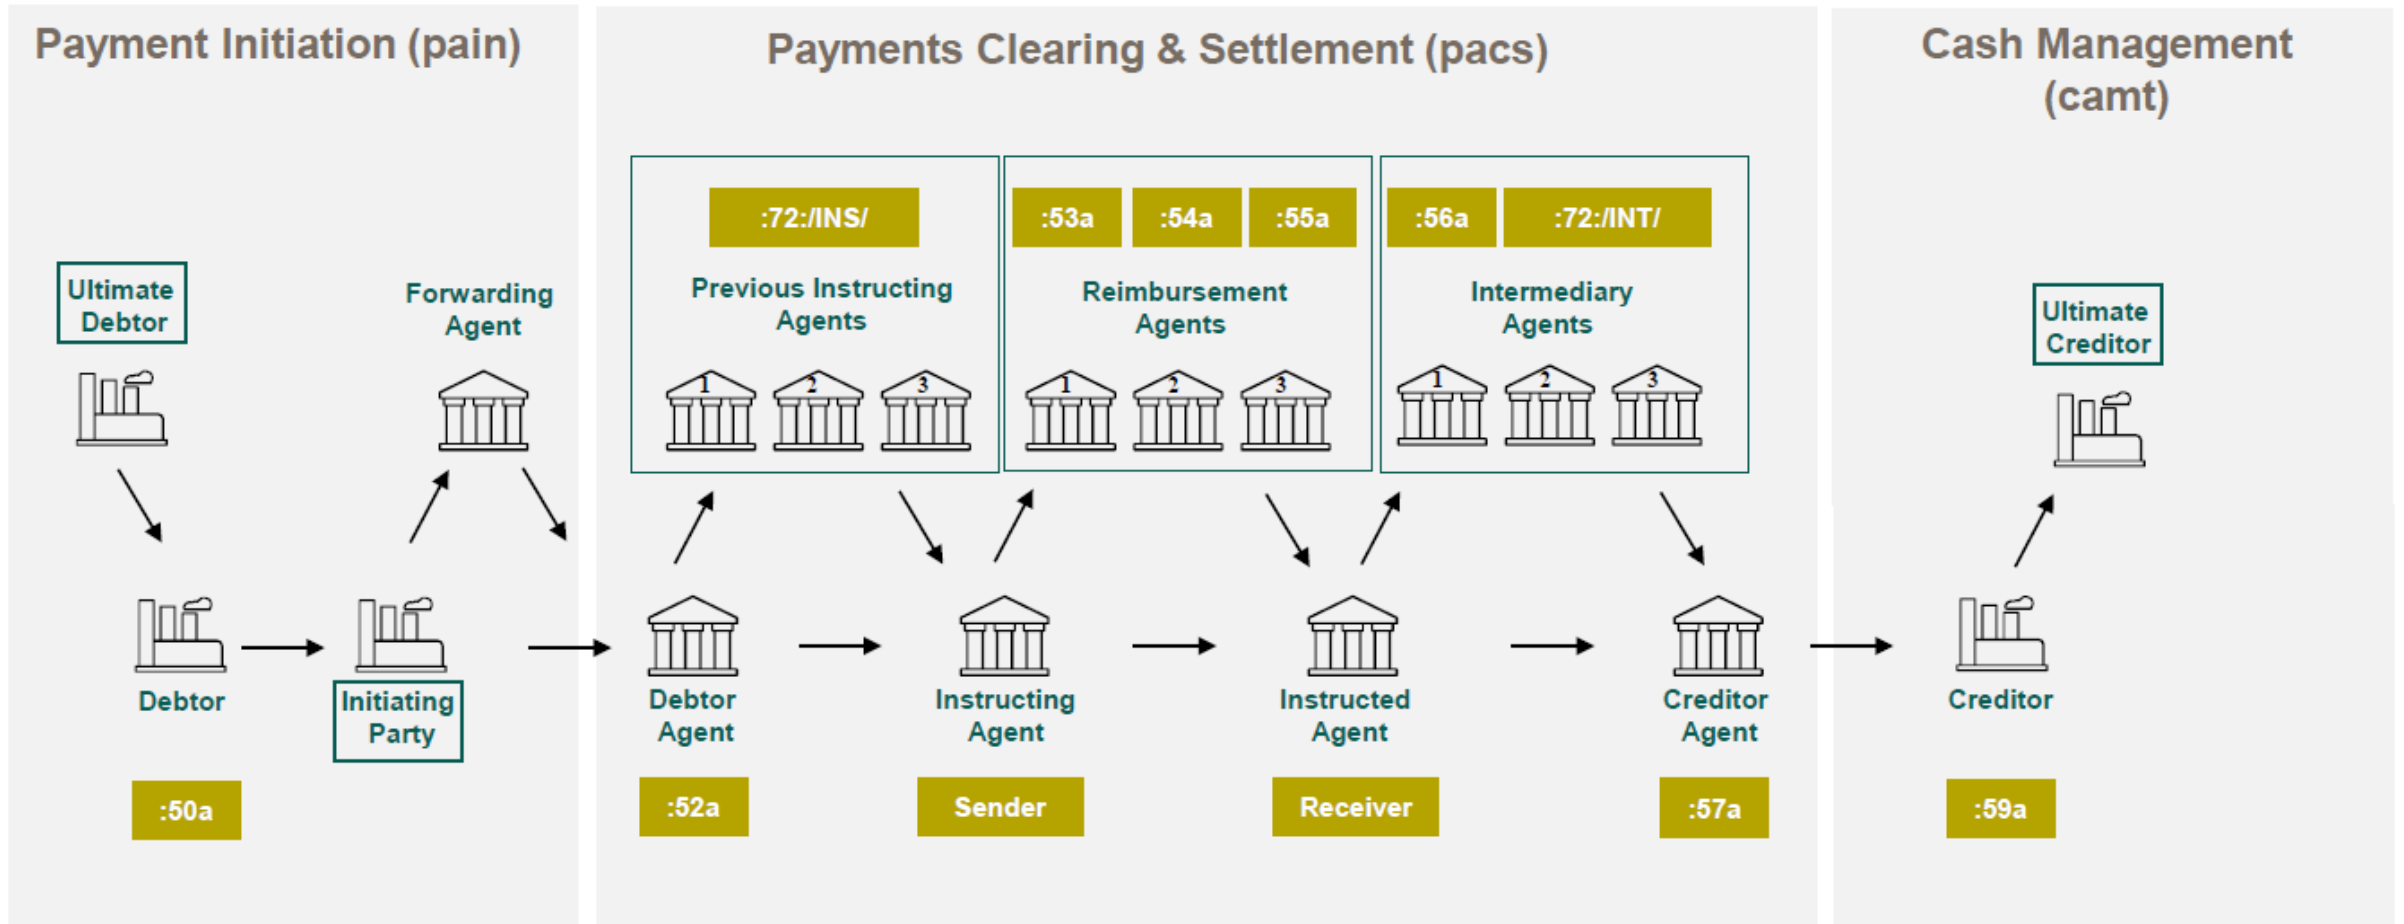 Payment Initiation (pain)
Payments Clearing & Settlement (pacs)
Cash Management
(camt)
:72:/INS/
:53a
:54a
:55a
:56a
:72:/INT/
Ultimate
Debtor
Forwarding
Agent
Previous Instructing
Agents
Reimbursement
Agents
Intermediary
Agents
Ultimate
Creditor
1
2
3
1
2
3
1
2
3
Debtor
Initiating
Party
Debtor
Agent
Instructing
Agent
Instructed
Agent
Creditor
Agent
Creditor
:50a
:52a
Sender
Receiver
:57a
:59a